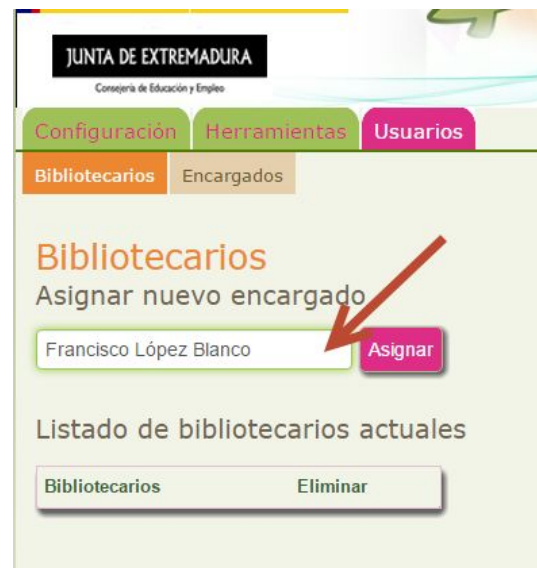 JUNTA DE EXTREMADURA
Consejería de Educación y Empleo
Configuración Herramientas Usuarios
Bibliotecarios Encargados
Bibliotecarios
Asignar nuevo encargado
Francisco López Blanco Asignar
Listado de bibliotecarios actuales
Bibliotecarios Eliminar